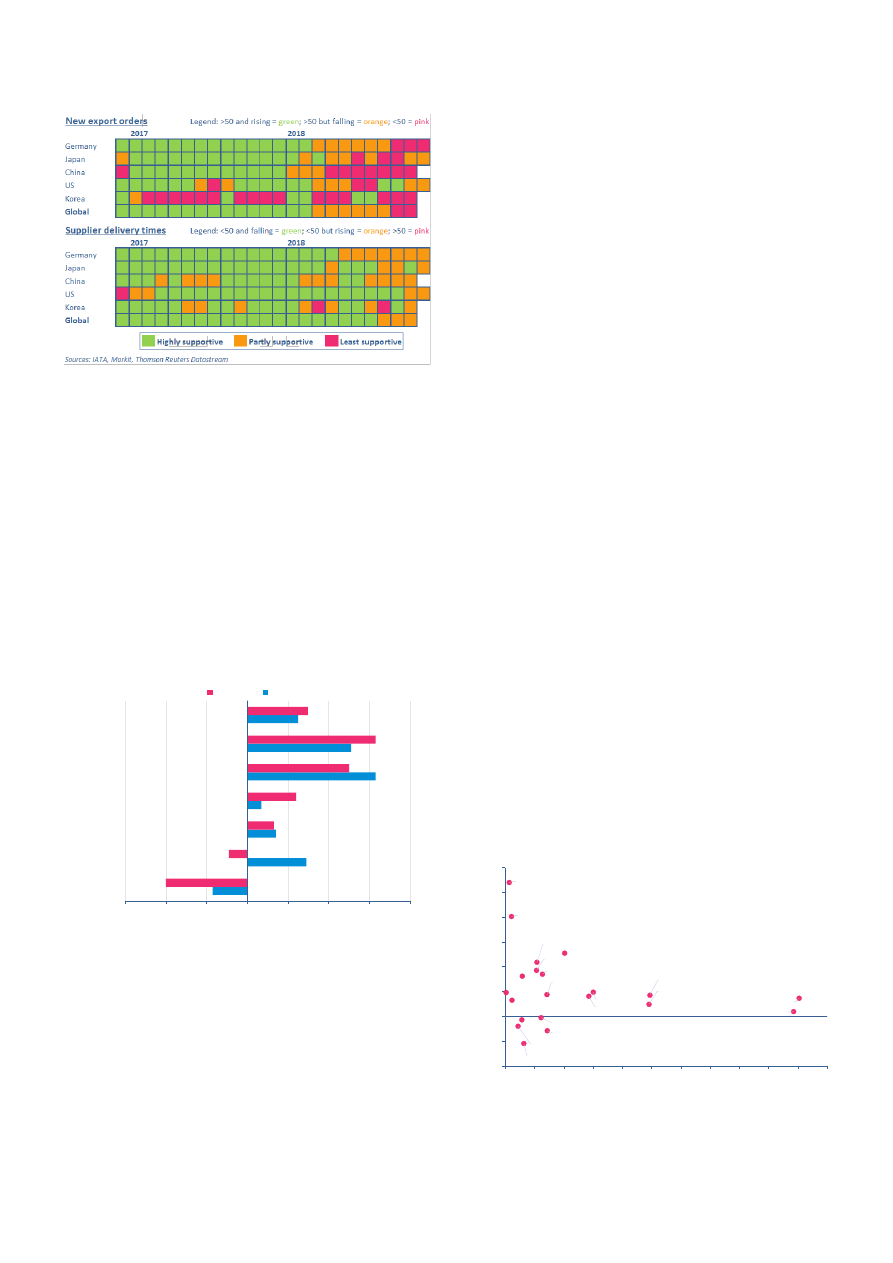 New export orders Legend: >50 and rising = green; >50 but falling = orange; <50 = pink
2017 2018
Germany
Japan
China
US
Korea
Global
Supplier delivery times Legend: <50 and falling = green; <50 but rising = orange; >50 = pink
2017 2018
Germany
Japan
China
US
Korea
Global
Highly supportive Partly supportive Least supportive
Sources: IATA, Markit, Thomson Reuters Datastream